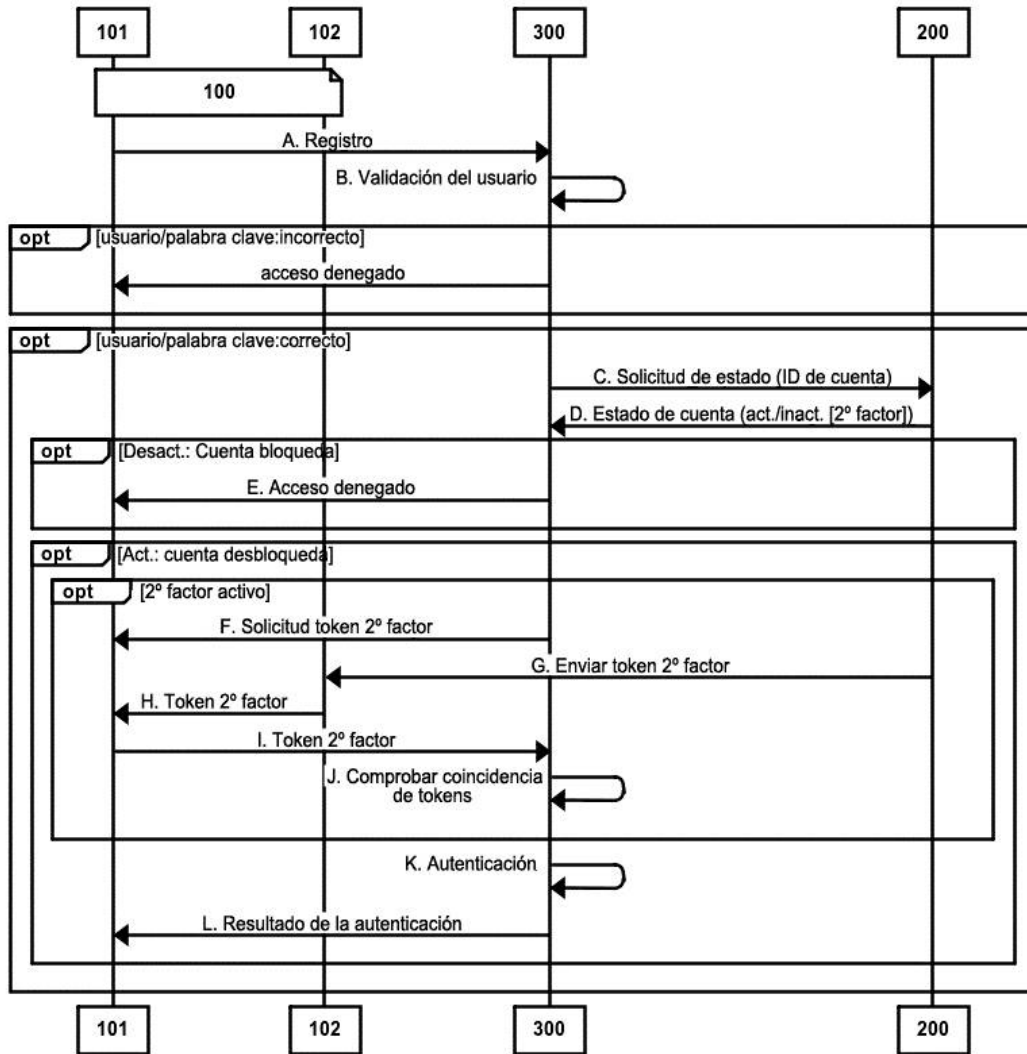 101 102 300 200
100
A. Registro
B. Validación del usuario
opt [usuario/palabra clave:incorrecto]
acceso denegado
opt [usuario/palabra clave:correcto]
C. Solicitud de estado (ID de cuenta)
D. Estado de cuenta (act./inact. [2º factor])
opt [Desact.: Cuenta bloqueda]
E. Acceso denegado
opt [Act.: cuenta desbloqueda]
opt [2º factor activo]
F. Solicitud token 2º factor
G. Enviar token 2º factor
H. Token 2º factor
I. Token 2º factor
J. Comprobar coincidencia
de tokens
K. Autenticación
L. Resultado de la autenticación
101 102 300 200